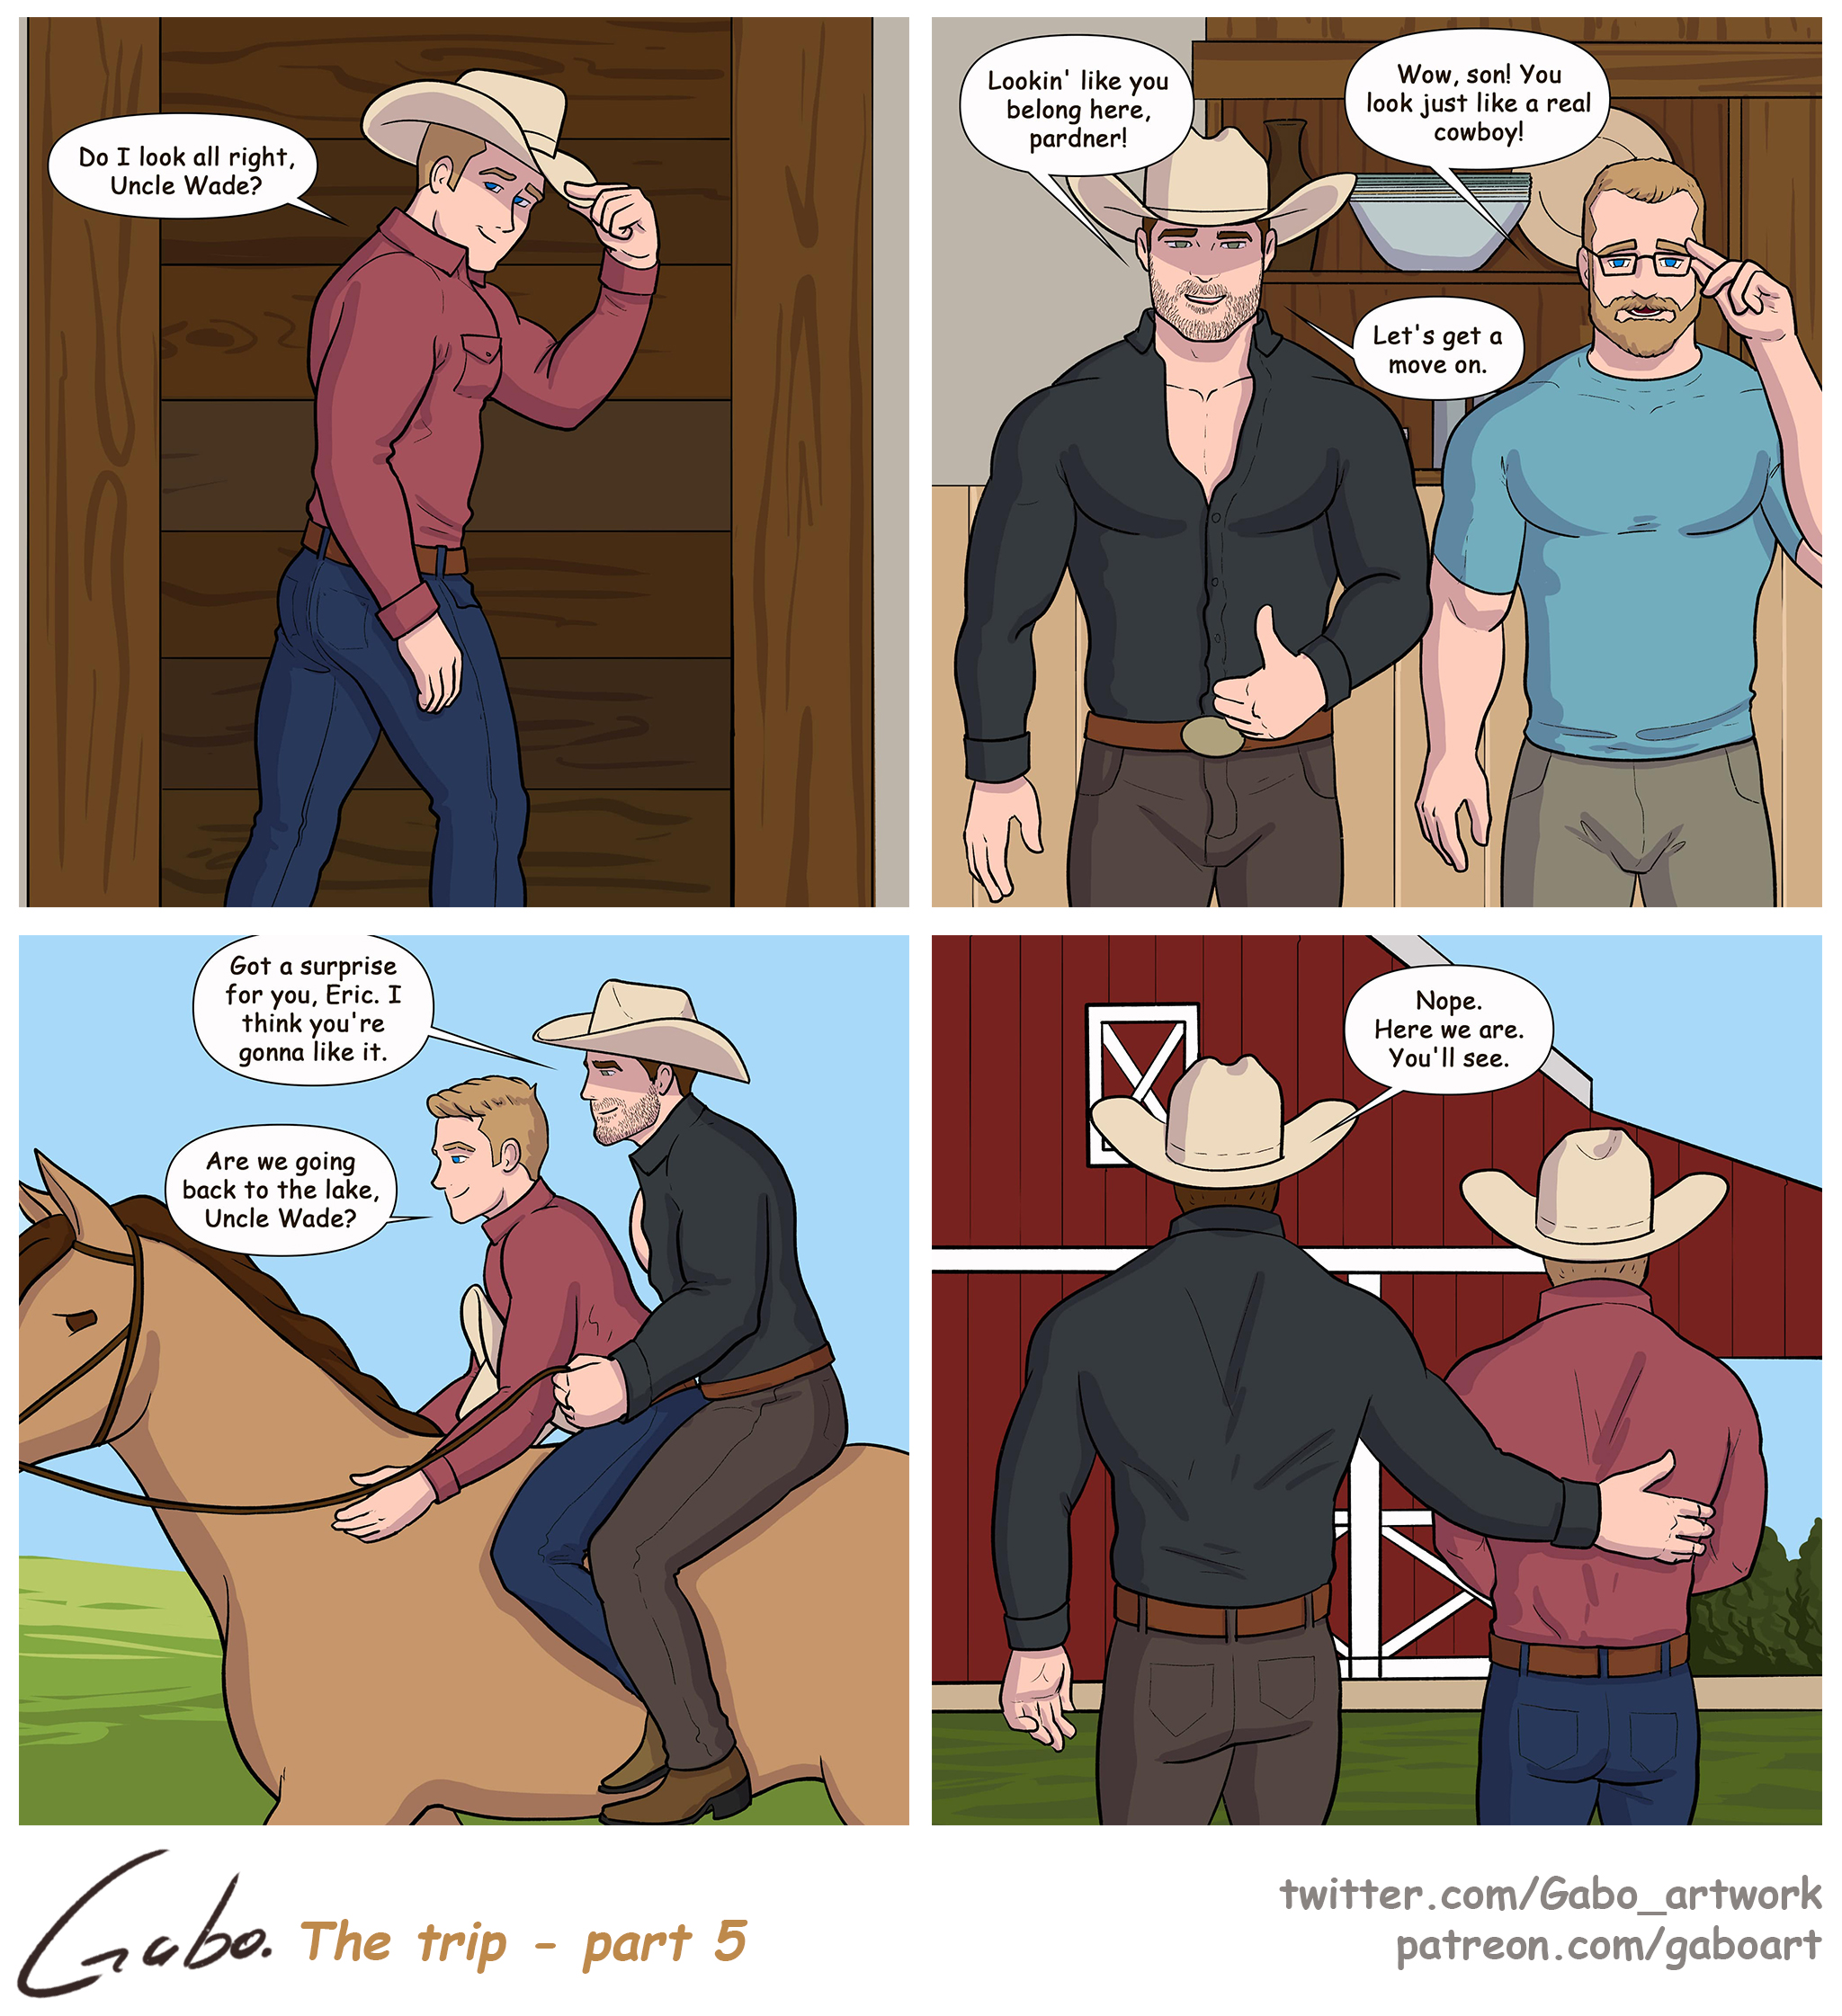 Do I look all right,
Uncle Wade?
Lookin' like you
belong here,
pardner!
Wow, son! You
look just like a real
cowboy!
Let's get a
move on.
Got a surprise
for you, Eric. I
think you're
gonna like it.
Are we going
back to the lake,
Uncle Wade?
Nope.
Here we are.
You'll see.
Gabo. The trip - part 5
twitter.com/Gabo_artwork
patreon.com/gaboart